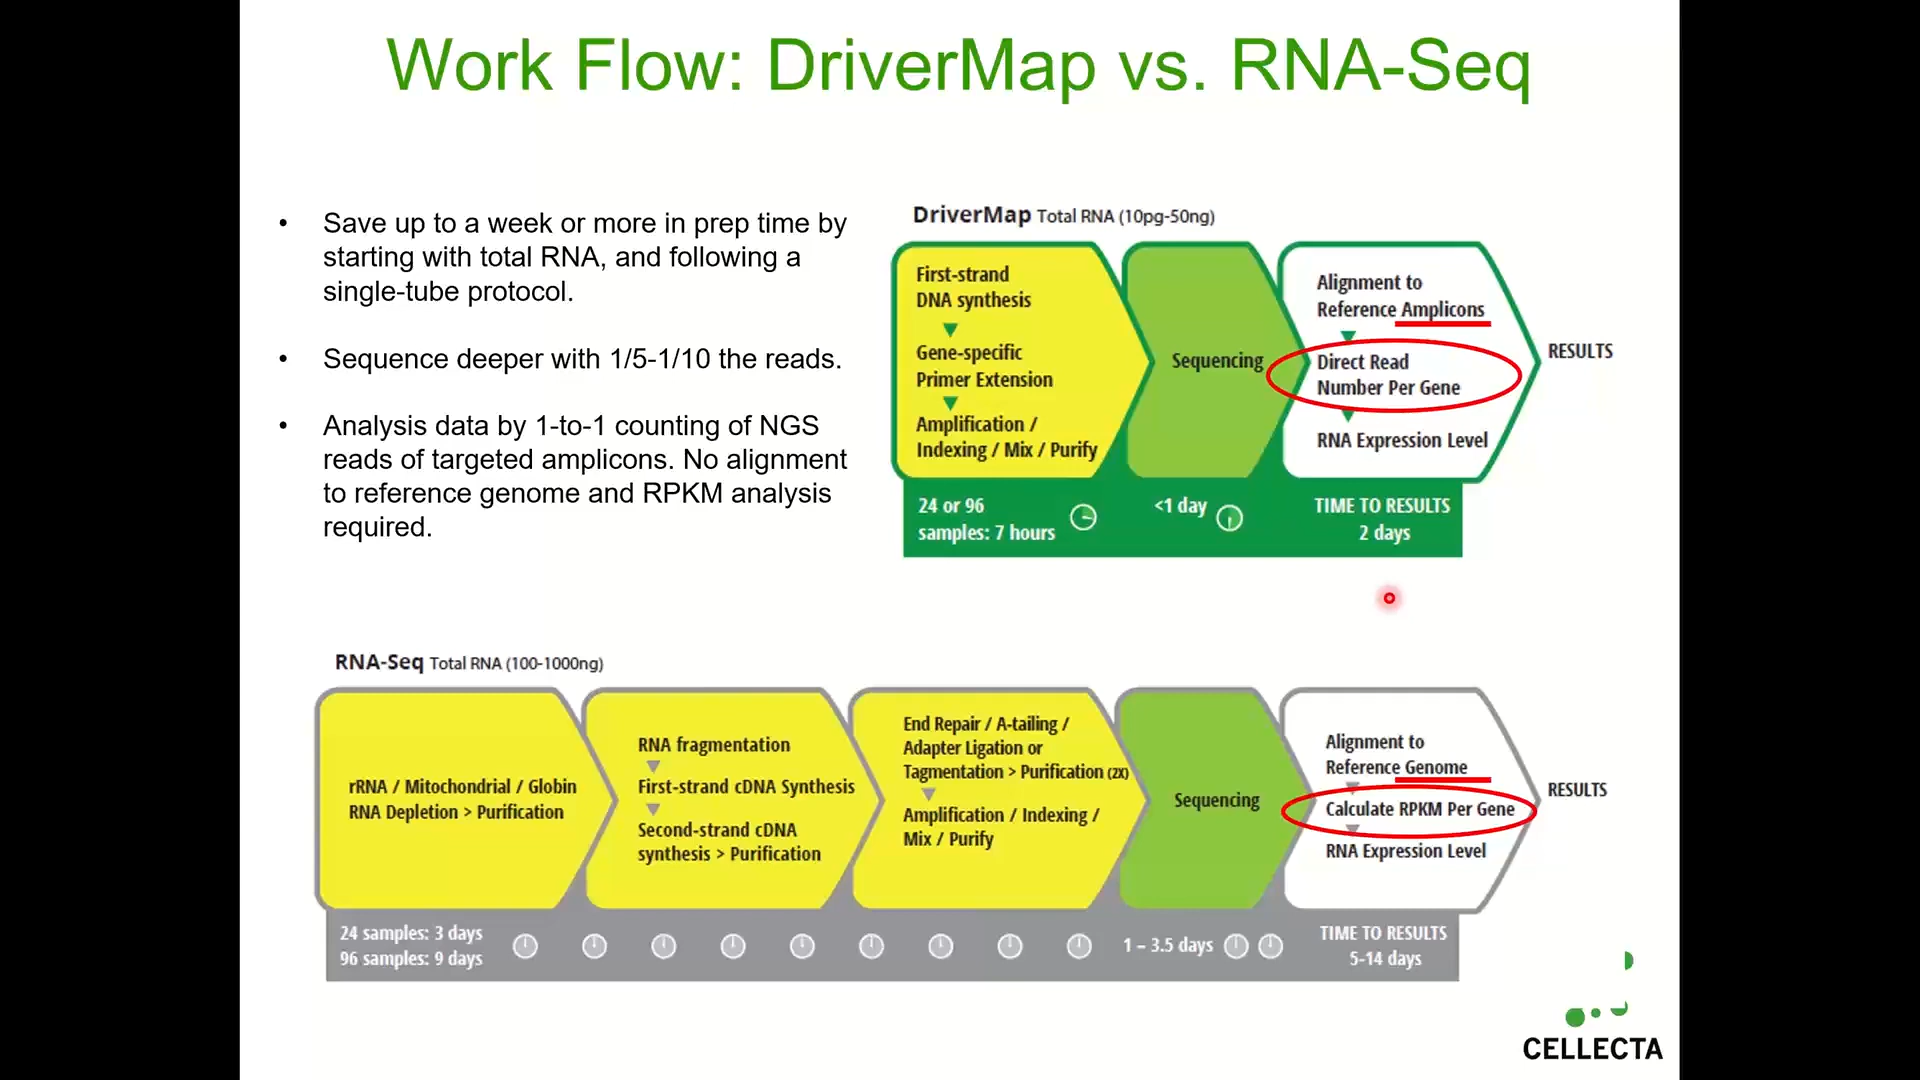 Work Flow: DriverMap vs. RNA-Seq
• Save up to a week or more in prep time by
starting with total RNA, and following a
single-tube protocol.
• Sequence deeper with 1/5-1/10 the reads.
• Analysis data by 1-to-1 counting of NGS
reads of targeted amplicons. No alignment
to reference genome and RPKM analysis
required.
DriverMap Total RNA (10pg-50ng)
First-strand
DNA synthesis
Gene-specific
Primer Extension
Amplification /
Indexing / Mix / Purify
Sequencing
Alignment to
Reference Amplicons
Direct Read
Number Per Gene
RNA Expression Level
RESULTS
24 or 96
samples: 7 hours
<1 day
TIME TO RESULTS
2 days
RNA-Seq Total RNA (100-1000ng)
rRNA / Mitochondrial / Globin
RNA Depletion > Purification
RNA fragmentation
First-strand cDNA Synthesis
Second-strand cDNA
synthesis > Purification
End Repair / A-tailing /
Adapter Ligation or
Tagmentation > Purification (2X)
Amplification / Indexing /
Mix / Purify
Sequencing
Alignment to
Reference Genome
Calculate RPKM Per Gene
RNA Expression Level
RESULTS
24 samples: 3 days
96 samples: 9 days
1 – 3.5 days
TIME TO RESULTS
5-14 days
CELLECTA